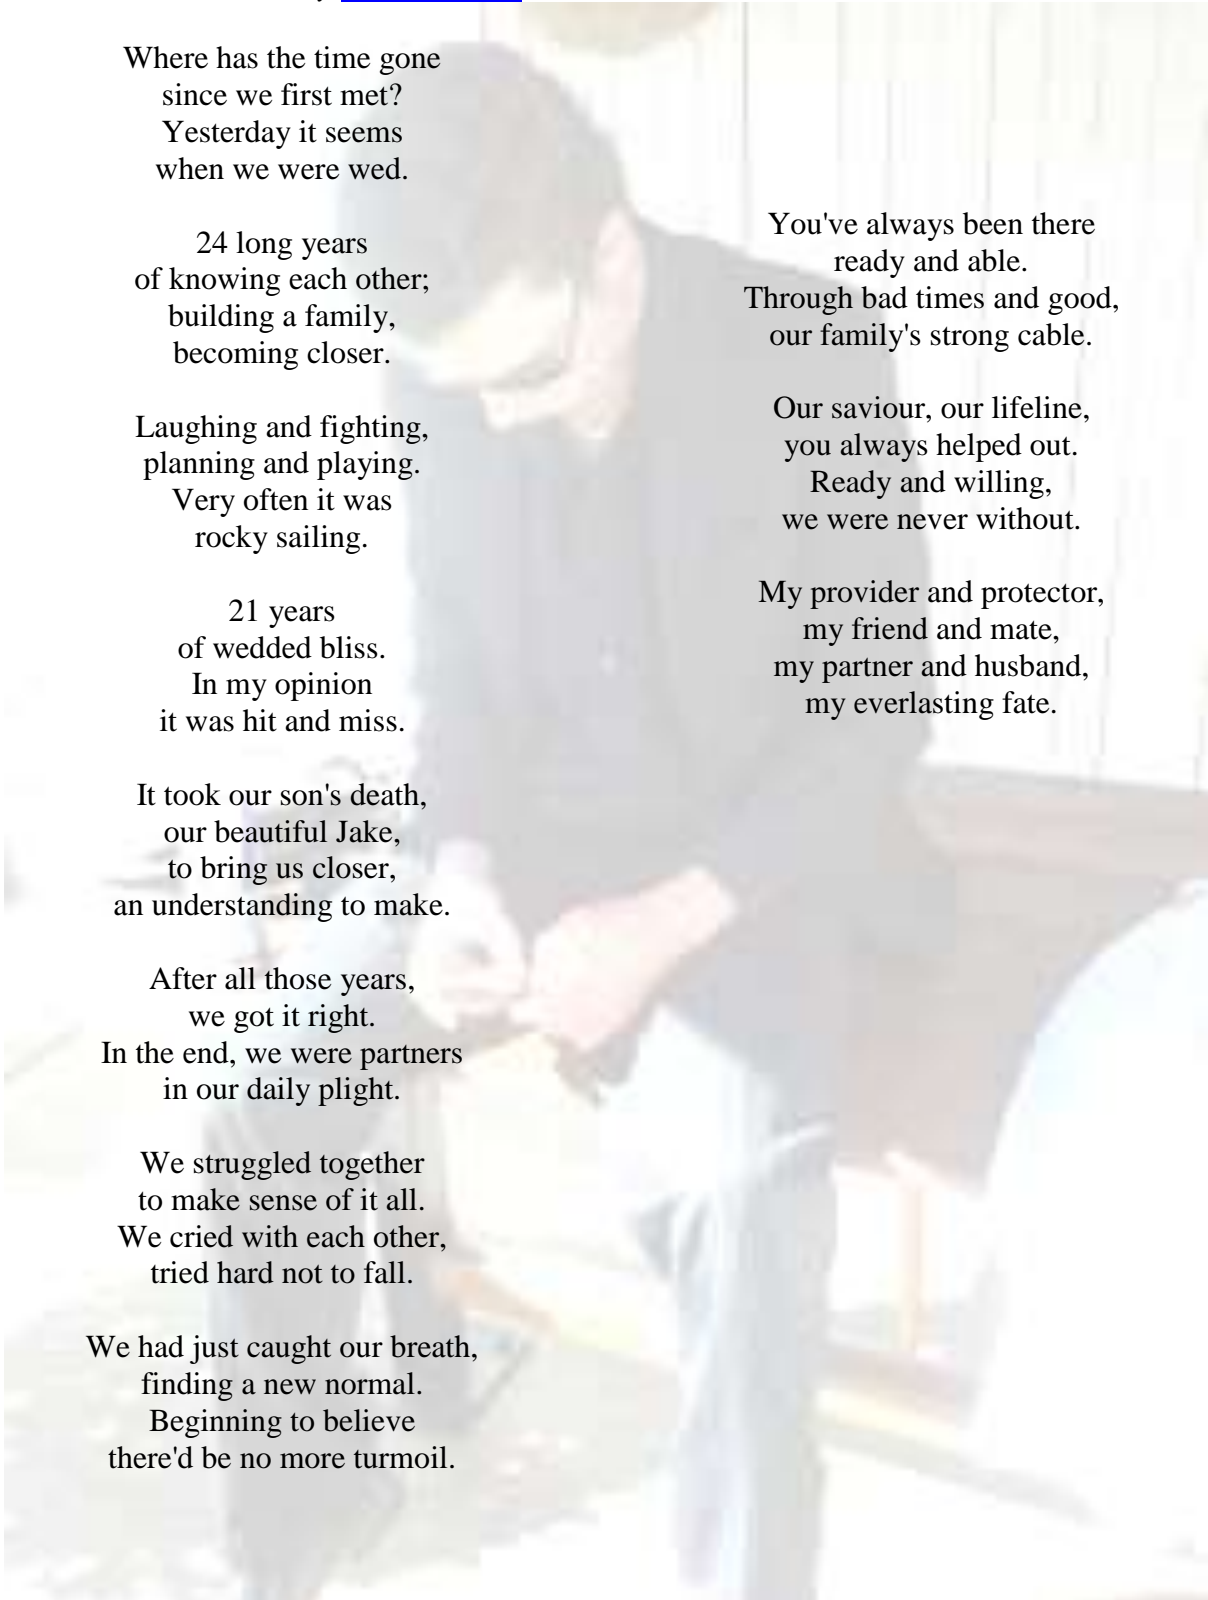 Where has the time gone
since we first met?
Yesterday it seems
when we were wed.
24 long years
of knowing each other;
building a family,
becoming closer.
Laughing and fighting,
planning and playing.
Very often it was
rocky sailing.
21 years
of wedded bliss.
In my opinion
it was hit and miss.
It took our son's death,
our beautiful Jake,
to bring us closer,
an understanding to make.
After all those years,
we got it right.
In the end, we were partners
in our daily plight.
We struggled together
to make sense of it all.
We cried with each other,
tried hard not to fall.
We had just caught our breath,
finding a new normal.
Beginning to believe
there'd be no more turmoil.
You've always been there
ready and able.
Through bad times and good,
our family's strong cable.
Our saviour, our lifeline,
you always helped out.
Ready and willing,
we were never without.
My provider and protector,
my friend and mate,
my partner and husband,
my everlasting fate.